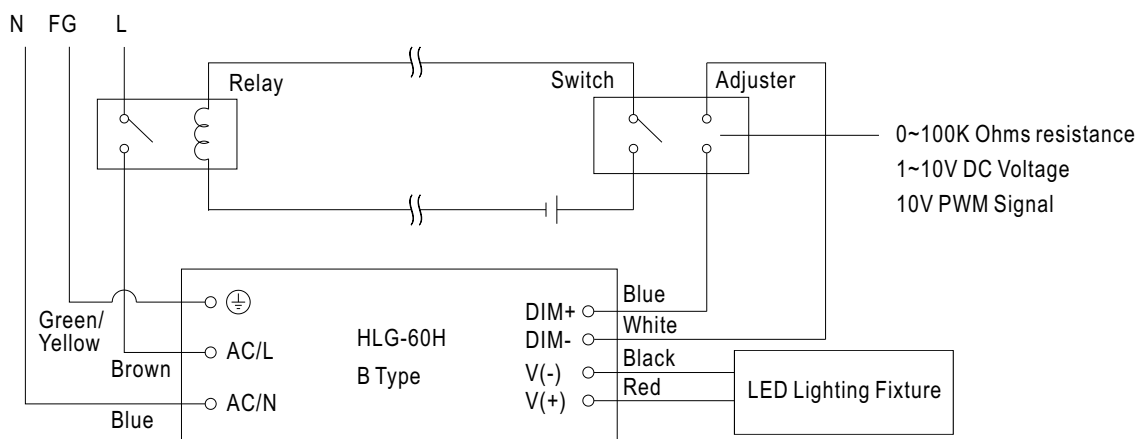 N FG L
Relay
Switch
Adjuster
0~100K Ohms resistance
1~10V DC Voltage
10V PWM Signal
Green/
Yellow
Brown
Blue
AC/L
AC/N
HLG-60H
B Type
DIM+
DIM-
V(-)
V(+)
Blue
White
Black
Red
LED Lighting Fixture